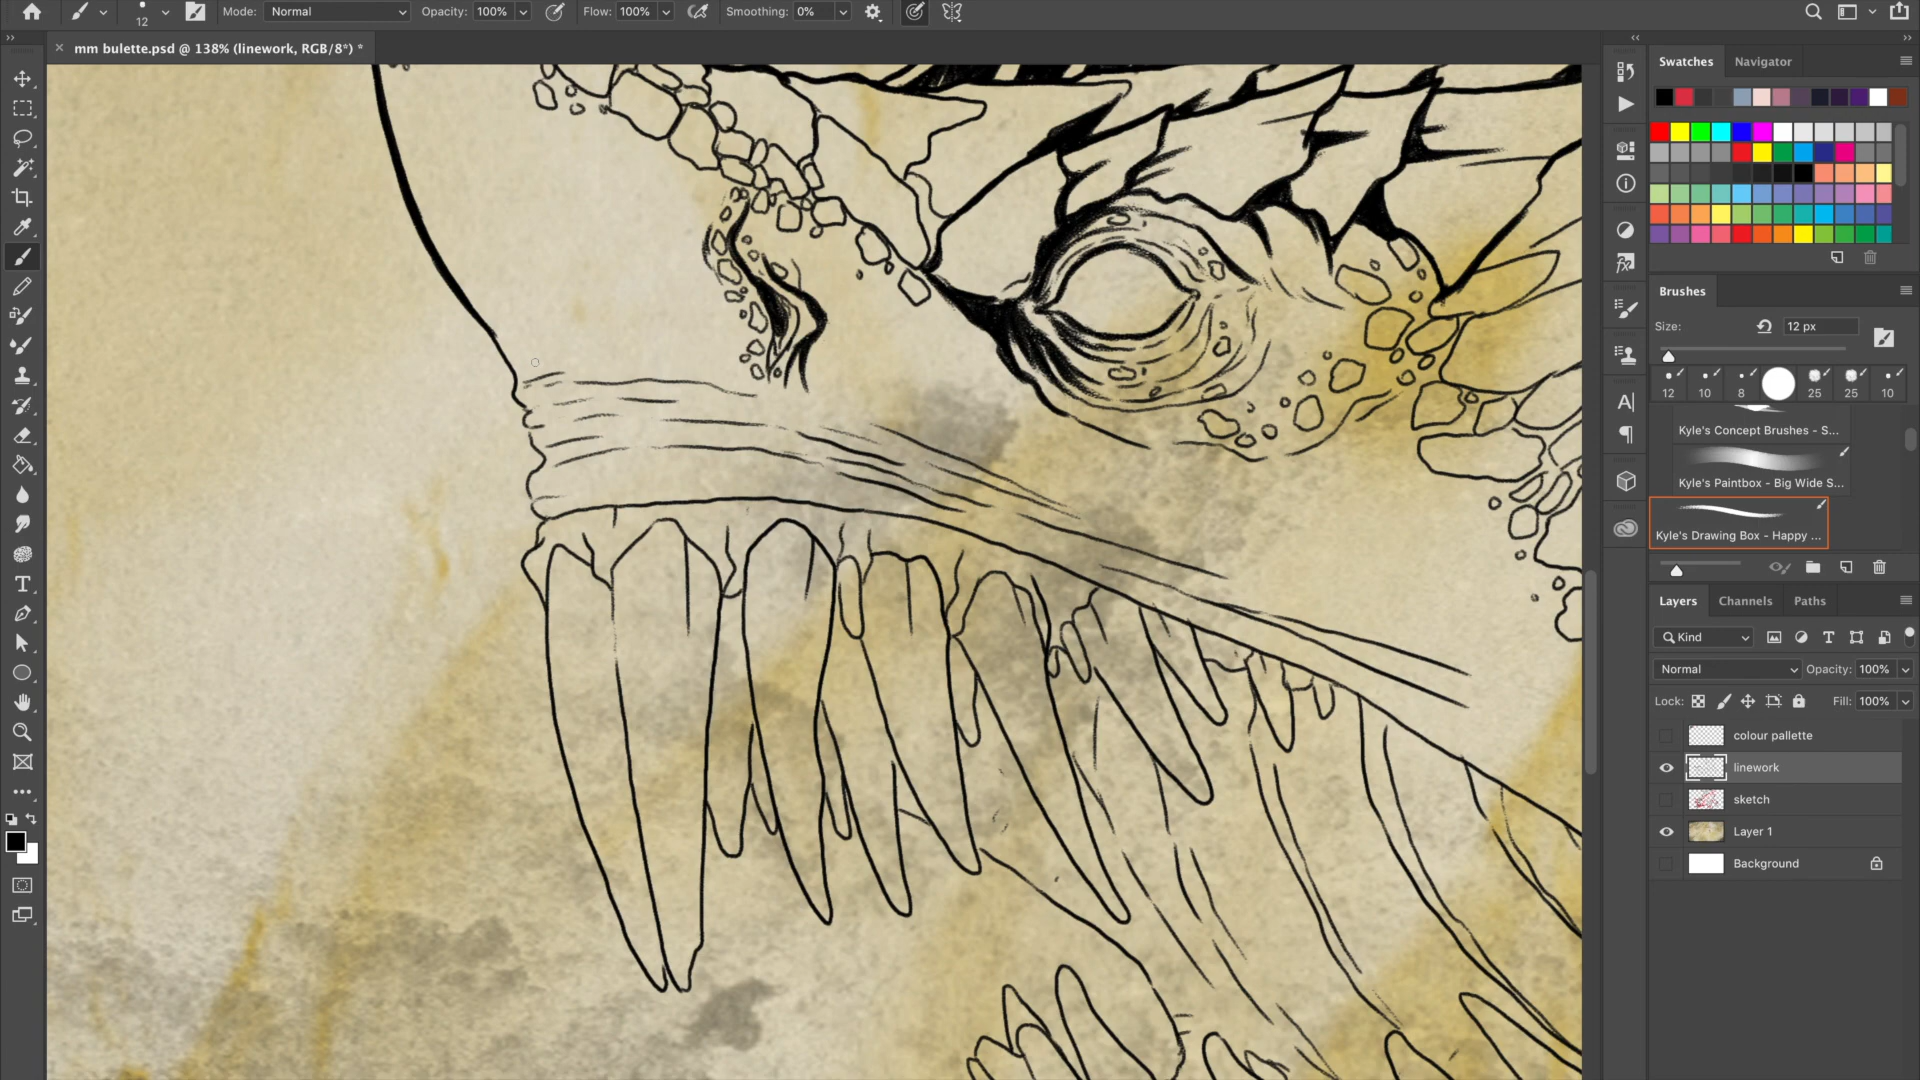 12
Mode:
Normal
Opacity:
100%
Flow:
100%
Smoothing:
0%
mm bulette.psd @ 138% (linework, RGB/8*) *
Swatches
Navigator
Brushes
Size:
12 px
12
10
8
25
25
10
Kyle's Concept Brushes - S...
Kyle's Paintbox - Big Wide S...
Kyle's Drawing Box - Happy ...
Layers
Channels
Paths
Kind
Normal
Opacity:
100%
Lock:
Fill:
100%
colour pallette
linework
sketch
Layer 1
Background